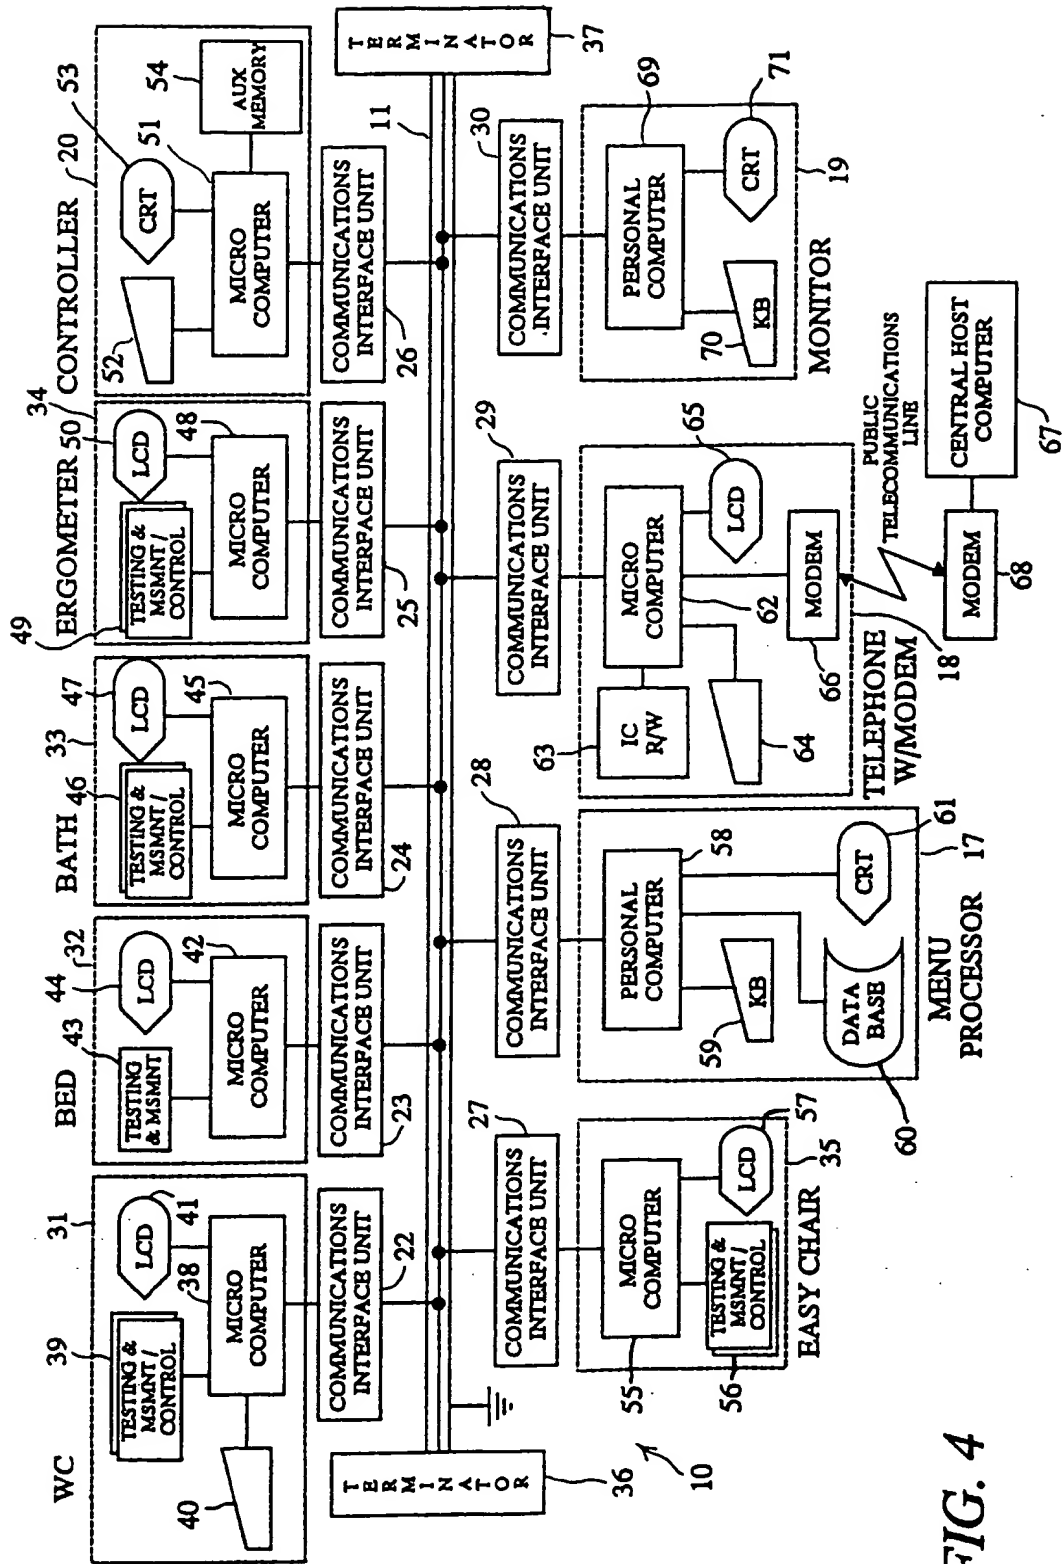 WC
31
39
TESTING &
MSMNT /
CONTROL
LCD
41
38
MICRO
COMPUTER
40
COMMUNICATIONS
INTERFACE UNIT
22
BED
32
44
43
TESTING
& MSMNT
LCD
42
MICRO
COMPUTER
COMMUNICATIONS
INTERFACE UNIT
23
BATH
33
47
46
TESTING &
MSMNT /
CONTROL
LCD
45
MICRO
COMPUTER
COMMUNICATIONS
INTERFACE UNIT
24
ERGOMETER
34
50
49
TESTING &
MSMNT /
CONTROL
LCD
48
MICRO
COMPUTER
COMMUNICATIONS
INTERFACE UNIT
25
CONTROLLER
20
53
52
CRT
51
54
AUX
MEMORY
MICRO
COMPUTER
COMMUNICATIONS
INTERFACE UNIT
26
TERMINATOR
36
11
TERMINATOR
37
10
27
COMMUNICATIONS
INTERFACE UNIT
MICRO
COMPUTER
55
TESTING &
MSMNT /
CONTROL
56
LCD
57
35
EASY CHAIR
28
COMMUNICATIONS
INTERFACE UNIT
PERSONAL
COMPUTER
58
59
KB
DATA
BASE
60
CRT
61
17
MENU
PROCESSOR
29
COMMUNICATIONS
INTERFACE UNIT
MICRO
COMPUTER
62
63
IC
R/W
64
LCD
65
MODEM
66
18
TELEPHONE
W/MODEM
PUBLIC
TELECOMMUNICATIONS
LINE
MODEM
68
CENTRAL HOST
COMPUTER
67
30
COMMUNICATIONS
.INTERFACE UNIT
PERSONAL
COMPUTER
69
70
KB
CRT
71
19
MONITOR
FIG. 4